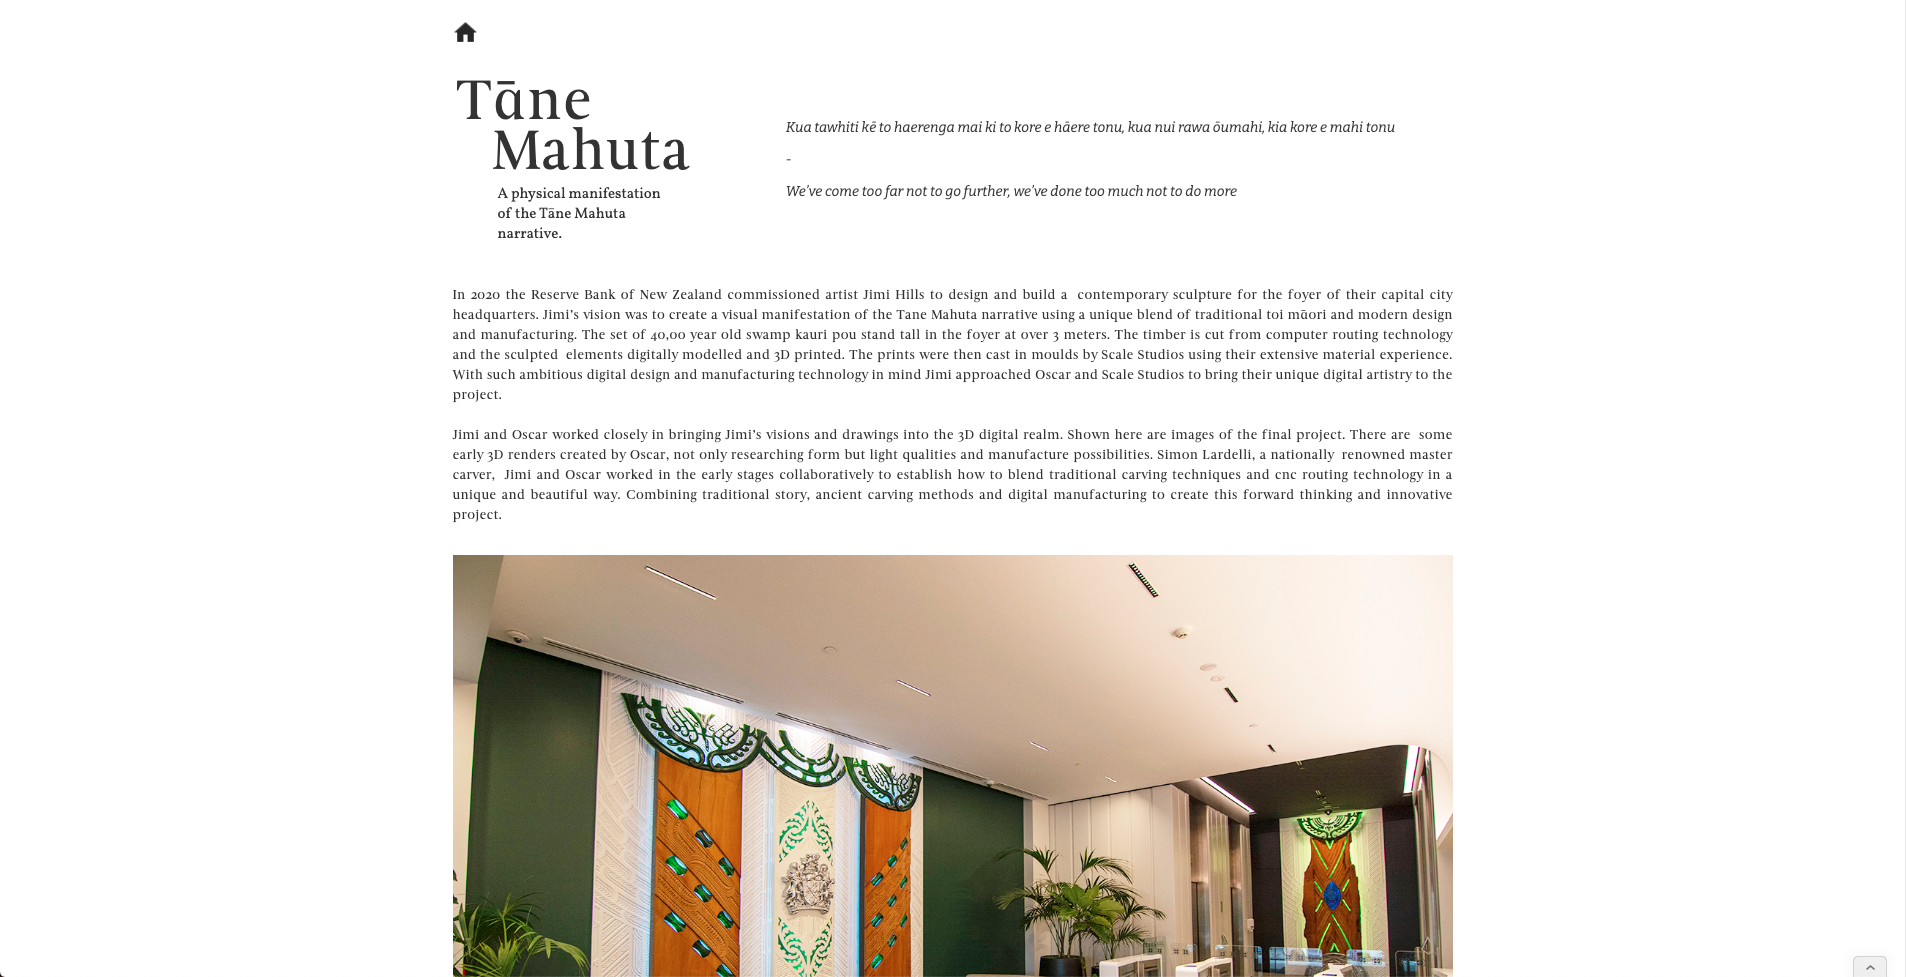 Tāne
Mahuta
A physical manifestation
of the Tāne Mahuta
narrative.
Kua tawhiti kē to haerenga mai ki to kore e hāere tonu, kua nui rawa ōumahi, kia kore e mahi tonu
-
We've come too far not to go further, we've done too much not to do more
In 2020 the Reserve Bank of New Zealand commissioned artist Jimi Hills to design and build a  contemporary sculpture for the foyer of their capital city
headquarters. Jimi's vision was to create a visual manifestation of the Tane Mahuta narrative using a unique blend of traditional toi māori and modern design
and manufacturing. The set of 40,00 year old swamp kauri pou stand tall in the foyer at over 3 meters. The timber is cut from computer routing technology
and the sculpted  elements digitally modelled and 3D printed. The prints were then cast in moulds by Scale Studios using their extensive material experience.
With such ambitious digital design and manufacturing technology in mind Jimi approached Oscar and Scale Studios to bring their unique digital artistry to the
project.
Jimi and Oscar worked closely in bringing Jimi's visions and drawings into the 3D digital realm. Shown here are images of the final project. There are  some
early 3D renders created by Oscar, not only researching form but light qualities and manufacture possibilities. Simon Lardelli, a nationally  renowned master
carver,  Jimi and Oscar worked in the early stages collaboratively to establish how to blend traditional carving techniques and cnc routing technology in a
unique and beautiful way. Combining traditional story, ancient carving methods and digital manufacturing to create this forward thinking and innovative
project.